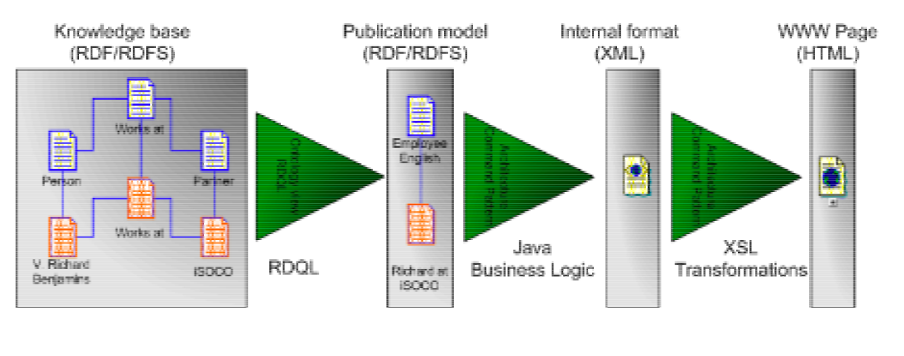 Knowledge base
(RDF/RDFS)
Publication model
(RDF/RDFS)
Internal format
(XML)
WWW Page
(HTML)
Works at
Person
Partner
Works at
V. Richard
Benjamins
iSOCO
Ontology view
RDQL
RDQL
Employee
English
Richard at
iSOCO
Architecture
Command Pattern
Java
Business Logic
Architecture
Command Pattern
XSL
Transformations